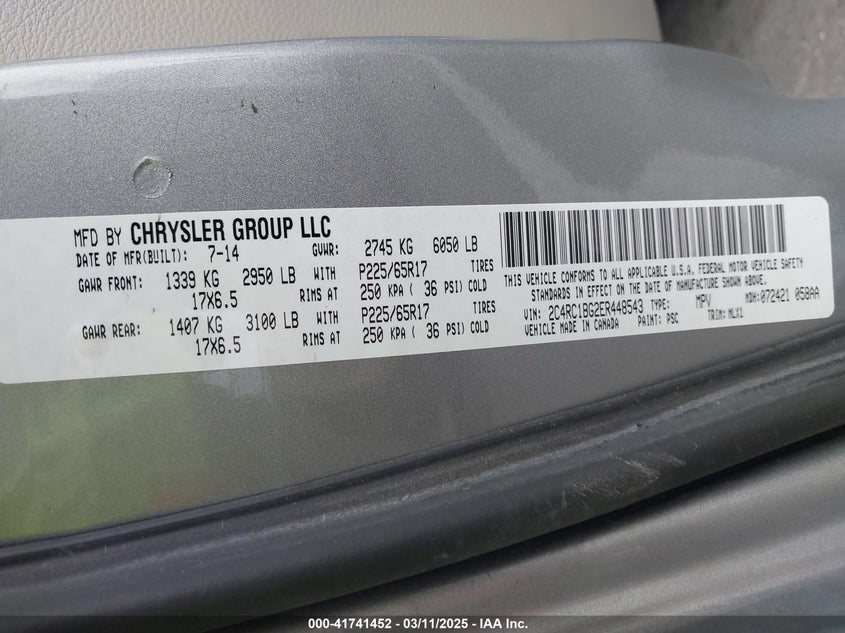 MFD BY CHRYSLER GROUP LLC
DATE OF MFR(BUILT): 7-14 GVWR: 2745 KG 6050 LB
GAWR FRONT: 1339 KG 2950 LB WITH P225/65R17 TIRES
17X6.5 RIMS AT 250 KPA ( 36 PSI) COLD
GAWR REAR: 1407 KG 3100 LB WITH P225/65R17 TIRES
17X6.5 RIMS AT 250 KPA ( 36 PSI) COLD
THIS VEHICLE CONFORMS TO ALL APPLICABLE U.S.A. FEDERAL MOTOR VEHICLE SAFETY
STANDARDS IN EFFECT ON THE DATE OF MANUFACTURE SHOWN ABOVE.
VIN: 2C4RC1BG2ER448543 TYPE: MPV MDH:072421 058AA
VEHICLE MADE IN CANADA PAINT: PSC TRIM: MLX1
000-41741452 - 03/11/2025 - IAA Inc.